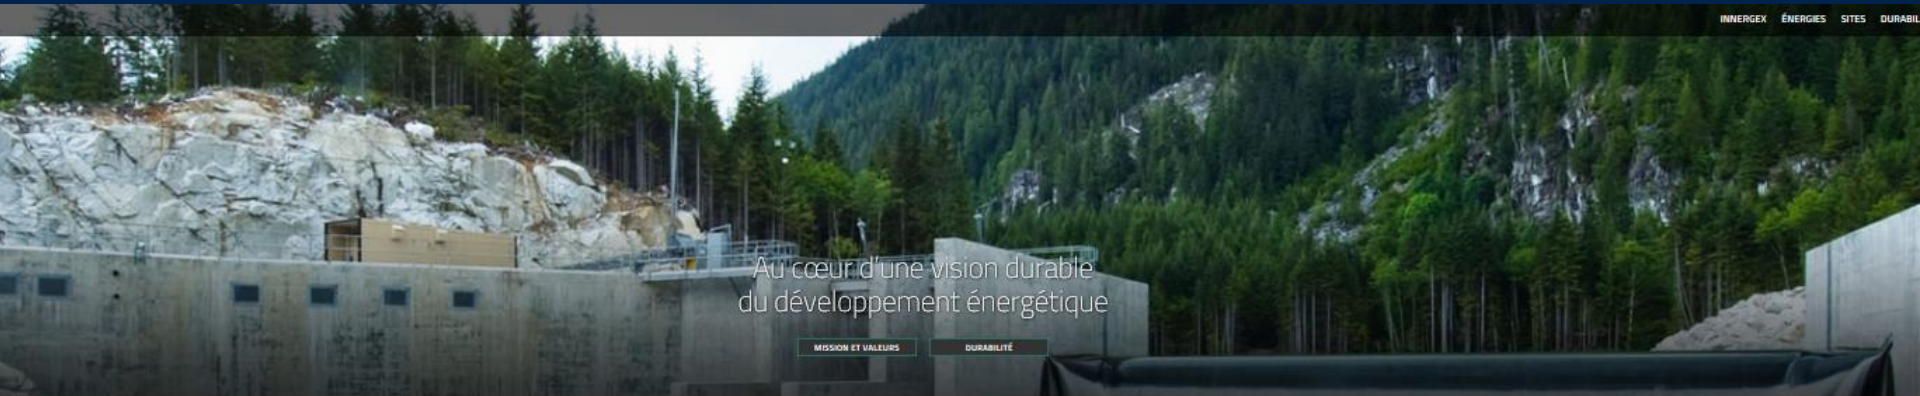 INNERGEX ÉNERGIES SITES DURABIL
Au cœur d'une vision durable
du développement énergétique
MISSION ET VALEURS DURABILITÉ